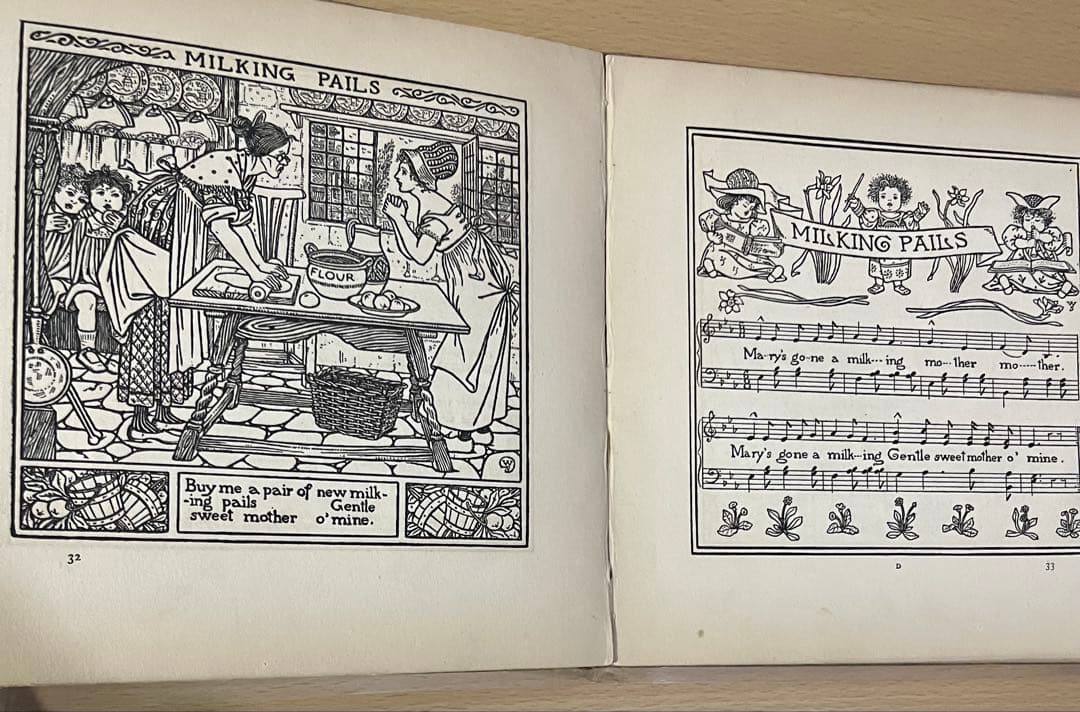 MILKING PAILS
FLOUR
Buy me a pair of new milk-
-ing pails ,Gentle
sweet mother o' mine.
32
MILKING PAILS
Ma-ry's go-ne a milk---ing mo--ther mo-----ther.
Mary's gone a milk--ing Gentle sweet mother o' mine.
D
33